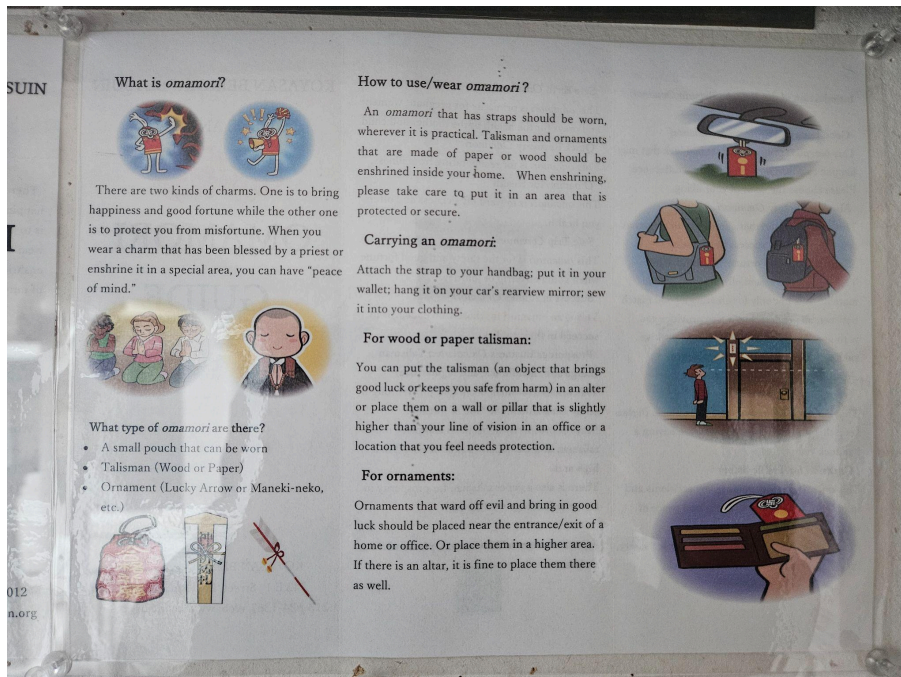 SUIN
I
012
n.org
What is omamori?
There are two kinds of charms. One is to bring
happiness and good fortune while the other one
is to protect you from misfortune. When you
wear a charm that has been blessed by a priest or
enshrine it in a special area, you can have "peace
of mind."
What type of omamori are there?
• A small pouch that can be worn
• Talisman (Wood or Paper)
• Ornament (Lucky Arrow or Maneki-neko,
etc.)
How to use/wear omamori?
An omamori that has straps should be worn,
wherever it is practical. Talisman and ornaments
that are made of paper or wood should be
enshrined inside your home. When enshrining,
please take care to put it in an area that is
protected or secure.
Carrying an omamori:
Attach the strap to your handbag; put it in your
wallet; hang it on your car's rearview mirror; sew
it into your clothing.
For wood or paper talisman:
You can put the talisman (an object that brings
good luck or keeps you safe from harm) in an alter
or place them on a wall or pillar that is slightly
higher than your line of vision in an office or a
location that you feel needs protection.
For ornaments:
Ornaments that ward off evil and bring in good
luck should be placed near the entrance/exit of a
home or office. Or place them in a higher area.
If there is an altar, it is fine to place them there
as well.